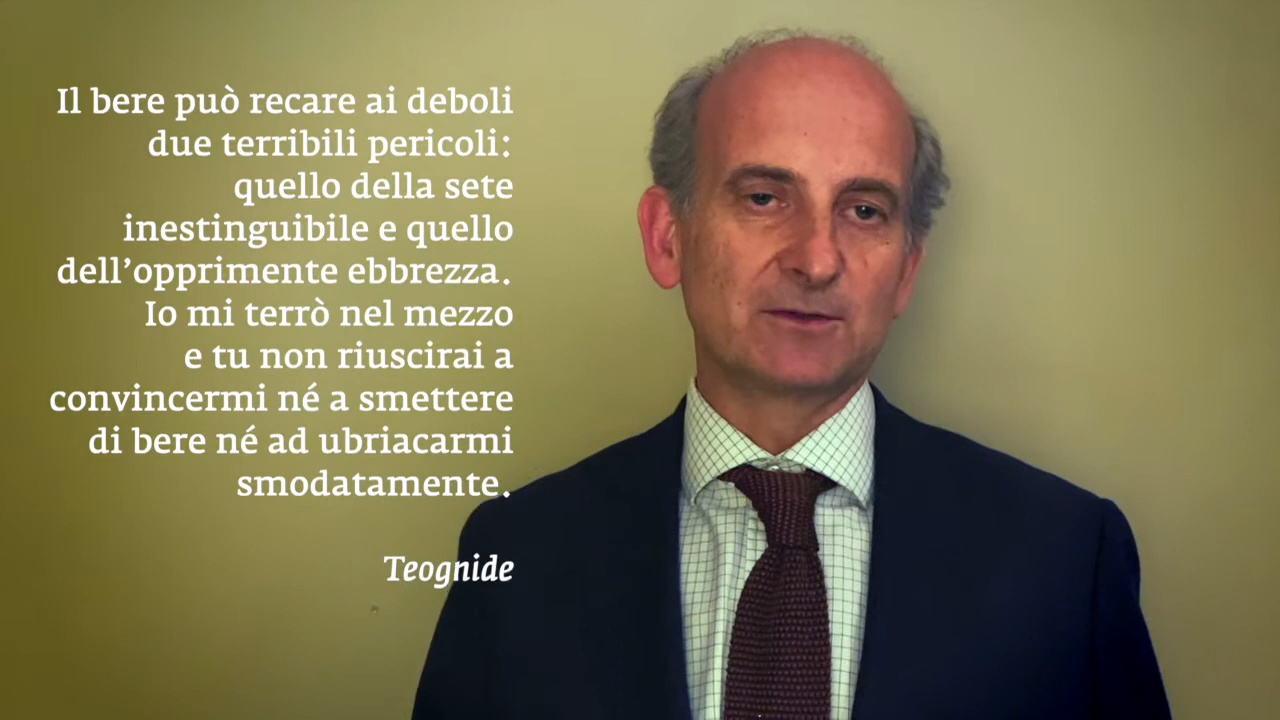 Il bere può recare ai deboli
due terribili pericoli:
quello della sete
inestinguibile e quello
dell’opprimente ebbrezza.
Io mi terrò nel mezzo
e tu non riuscirai a
convincermi né a smettere
di bere né ad ubriacarmi
smodatamente.
Teognide